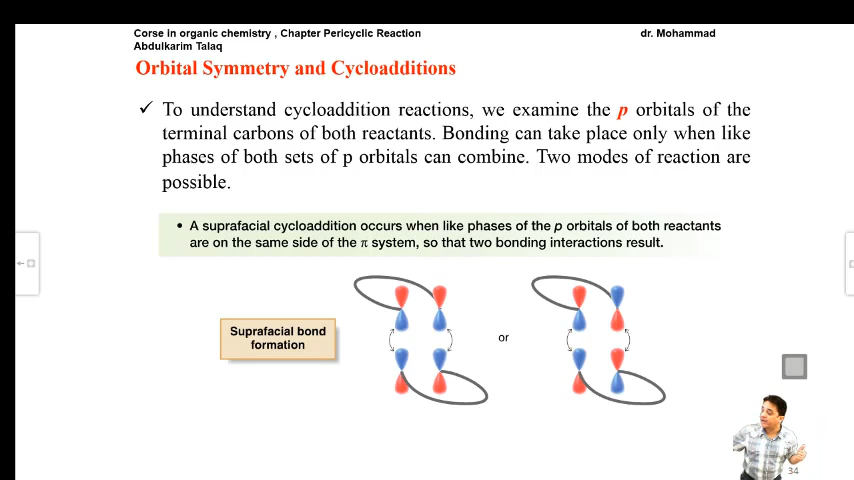 Corse in organic chemistry , Chapter Pericyclic Reaction dr. Mohammad
Abdulkarim Talaq
Orbital Symmetry and Cycloadditions
✓ To understand cycloaddition reactions, we examine the p orbitals of the
terminal carbons of both reactants. Bonding can take place only when like
phases of both sets of p orbitals can combine. Two modes of reaction are
possible.
• A suprafacial cycloaddition occurs when like phases of the p orbitals of both reactants
are on the same side of the π system, so that two bonding interactions result.
Suprafacial bond
formation
or
34